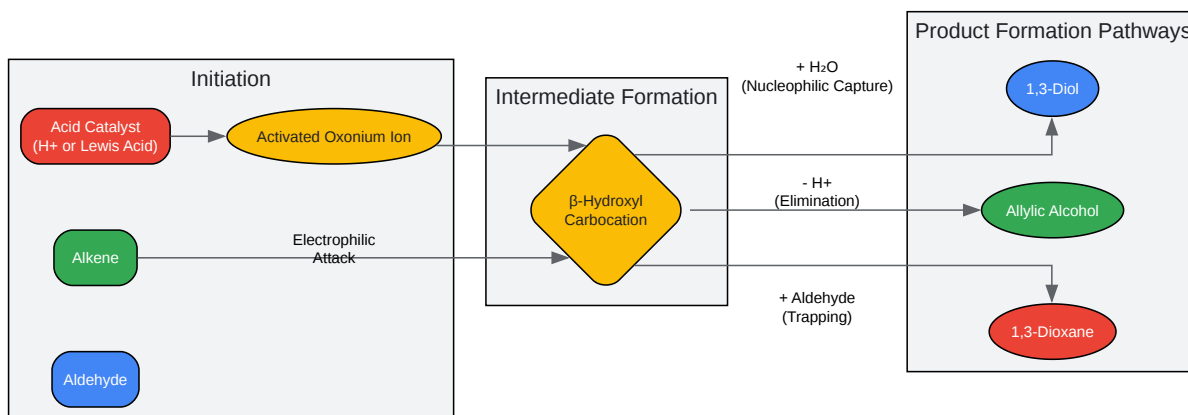 Initiation
Acid Catalyst
(H+ or Lewis Acid)
Activated Oxonium Ion
Alkene
Electrophilic
Attack
Aldehyde
Intermediate Formation
β-Hydroxyl
Carbocation
+ H₂O
(Nucleophilic Capture)
- H+
(Elimination)
+ Aldehyde
(Trapping)
Product Formation Pathways
1,3-Diol
Allylic Alcohol
1,3-Dioxane